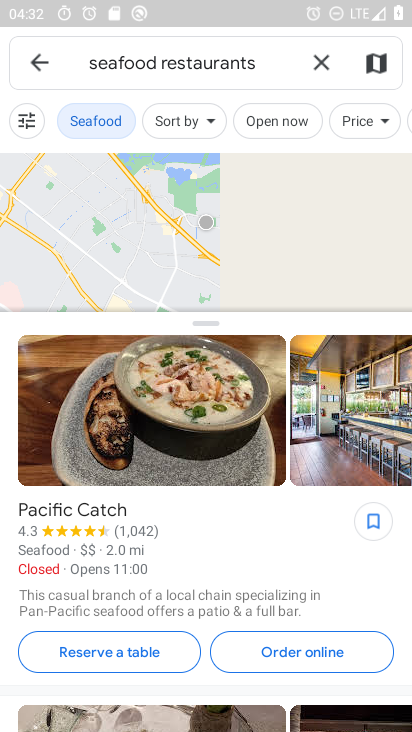 04:32
LTE
seafood restaurants
Seafood
Sort by
Open now
Price
Pacific Catch
4.3 (1,042)
Seafood · $$ · 2.0 mi
Closed · Opens 11:00
This casual branch of a local chain specializing in
Pan-Pacific seafood offers a patio & a full bar.
Reserve a table
Order online